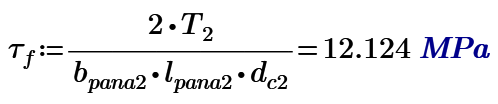 τ_f := (2 · T_2) / (b_pana2 · l_pana2 · d_c2) = 12.124 MPa